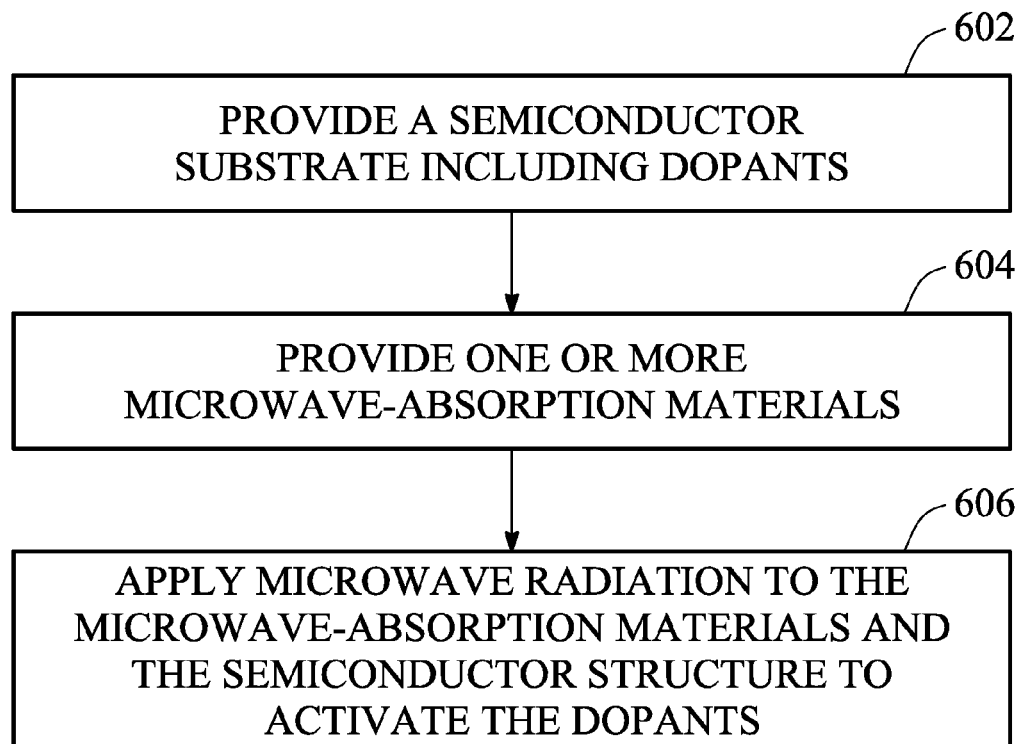 602
PROVIDE A SEMICONDUCTOR
SUBSTRATE INCLUDING DOPANTS
604
PROVIDE ONE OR MORE
MICROWAVE-ABSORPTION MATERIALS
606
APPLY MICROWAVE RADIATION TO THE
MICROWAVE-ABSORPTION MATERIALS AND
THE SEMICONDUCTOR STRUCTURE TO
ACTIVATE THE DOPANTS